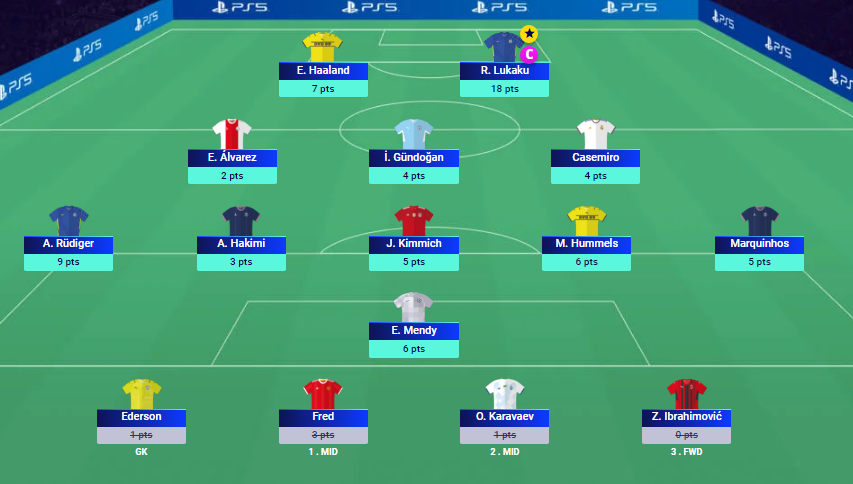 PS5
PS5
PS5
PS5
PS5
PS5
PS5
PS5
PS5
C
E. Haaland
R. Lukaku
7 pts
18 pts
E. Álvarez
İ. Gündoğan
Casemiro
2 pts
4 pts
4 pts
A. Rüdiger
A. Hakimi
J. Kimmich
M. Hummels
Marquinhos
9 pts
3 pts
5 pts
6 pts
5 pts
E. Mendy
6 pts
Ederson
Fred
O. Karavaev
Z. Ibrahimović
1 pts
3 pts
1 pts
0 pts
GK
1 . MID
2 . MID
3 . FWD